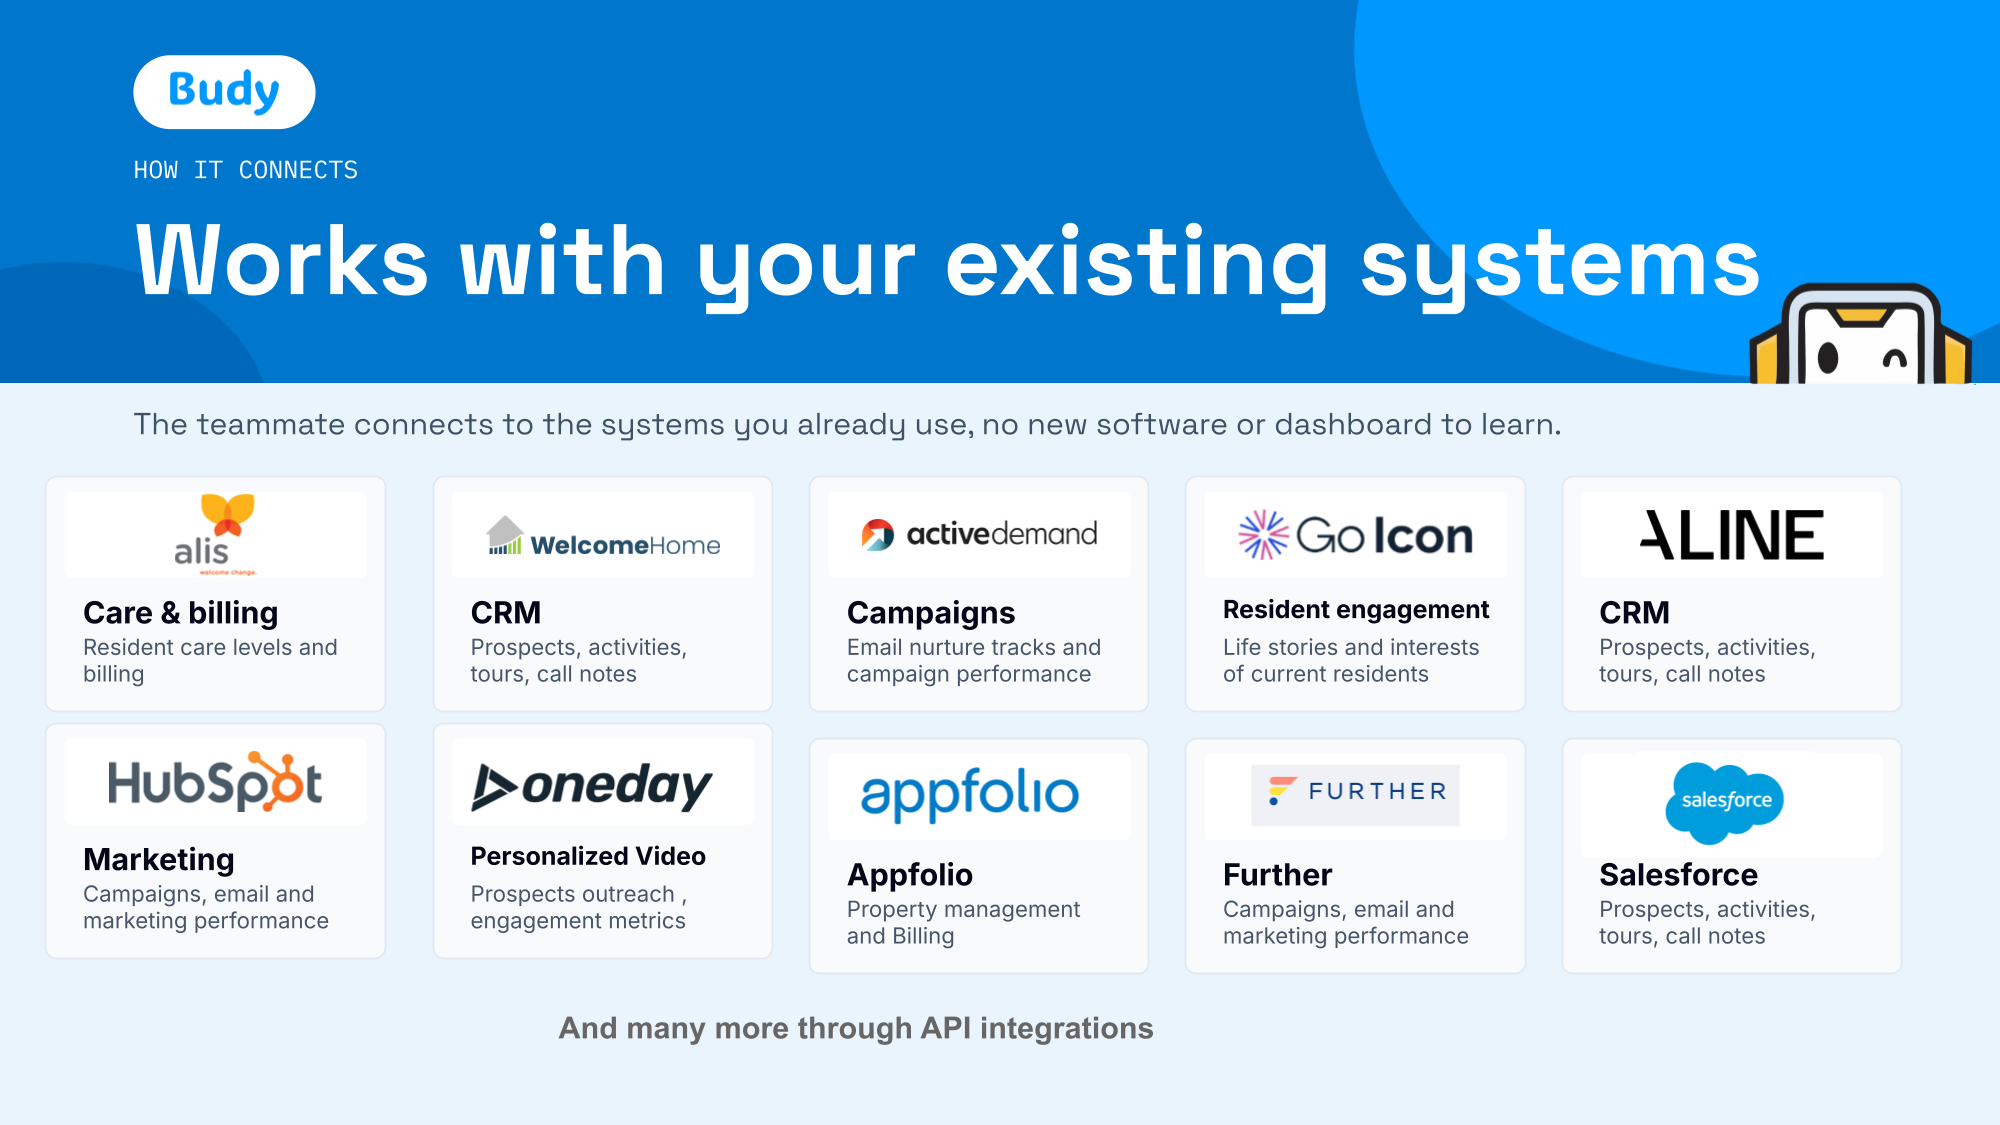 Budy
HOW IT CONNECTS
Works with your existing systems
The teammate connects to the systems you already use, no new software or dashboard to learn.
alis
welcome change.
Care & billing
Resident care levels and
billing
WelcomeHome
CRM
Prospects, activities,
tours, call notes
activedemand
Campaigns
Email nurture tracks and
campaign performance
Go Icon
Resident engagement
Life stories and interests
of current residents
ALINE
CRM
Prospects, activities,
tours, call notes
HubSpot
Marketing
Campaigns, email and
marketing performance
oneday
Personalized Video
Prospects outreach ,
engagement metrics
appfolio
Appfolio
Property management
and Billing
FURTHER
Further
Campaigns, email and
marketing performance
salesforce
Salesforce
Prospects, activities,
tours, call notes
And many more through API integrations